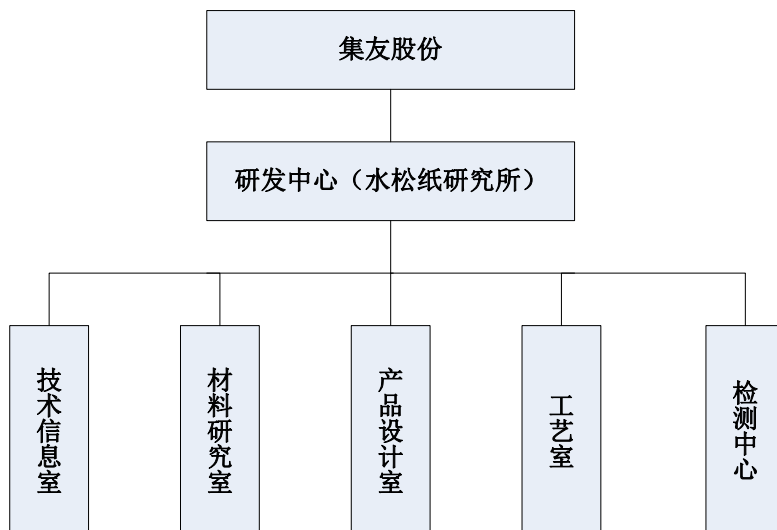 集友股份
研发中心（水松纸研究所）
技术信息室
材料研究室
产品设计室
工艺室
检测中心